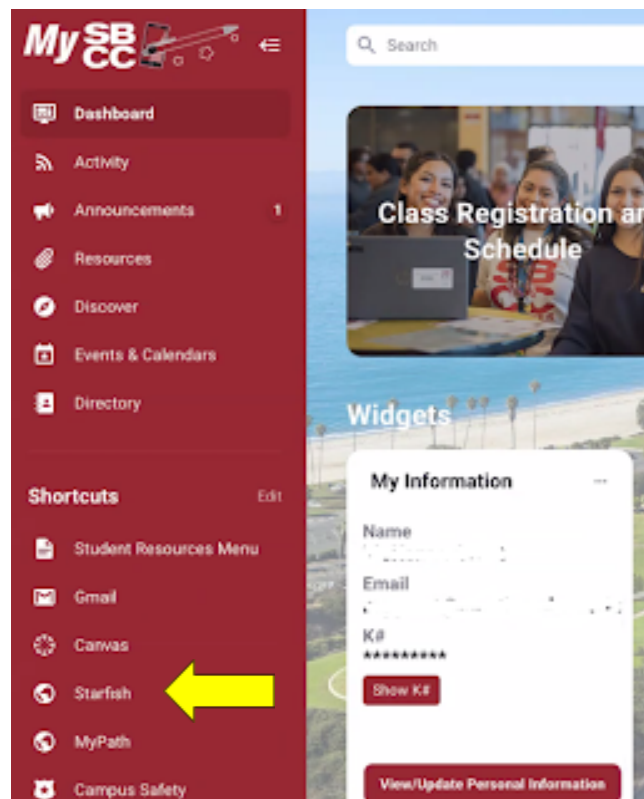 My SBCC
Dashboard
Activity
Announcements 1
Resources
Discover
Events & Calendars
Directory
Shortcuts Edit
Student Resources Menu
Gmail
Canvas
Starfish
MyPath
Campus Safety
Search
Class Registration an
Schedule
Widgets
My Information ...
Name
Email
K#
*********
Show K#
View/Update Personal Information